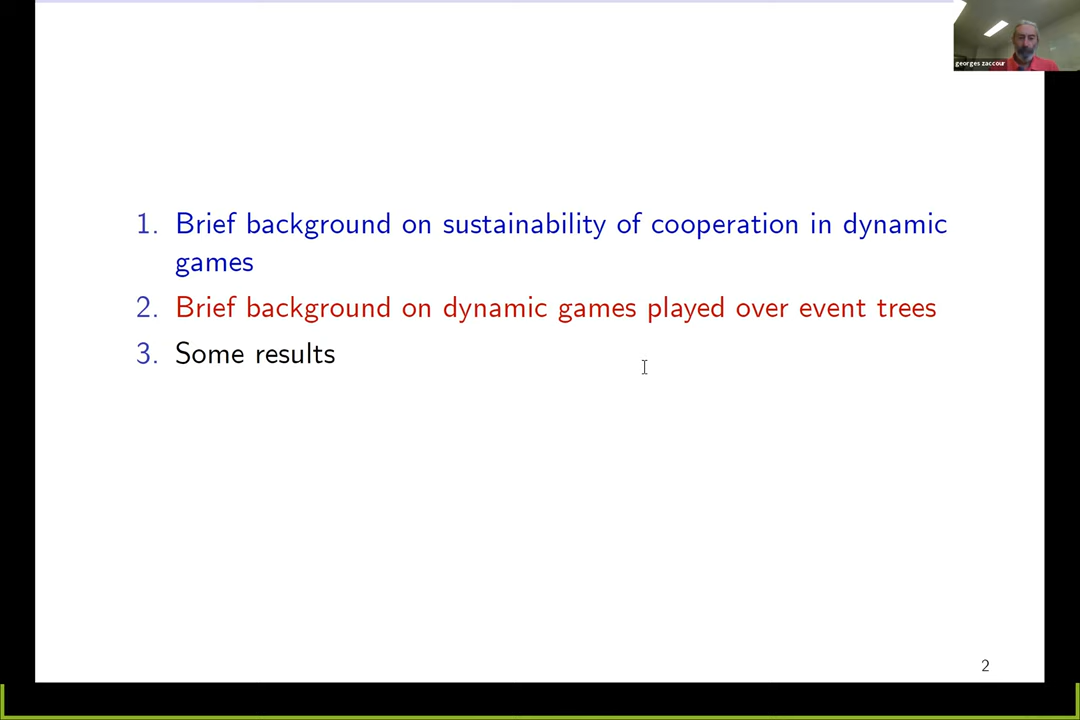 georges zaccour
1. Brief background on sustainability of cooperation in dynamic
games
2. Brief background on dynamic games played over event trees
3. Some results
2